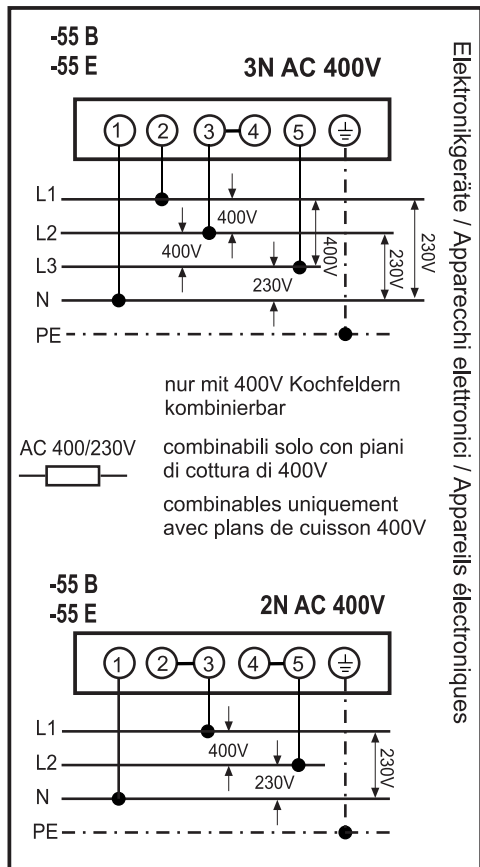 -55 B
-55 E
3N AC 400V
1 2 3 4 5
L1
400V
L2
400V
400V
230V
230V
L3
230V
N
PE
nur mit 400V Kochfeldern
kombinierbar
AC 400/230V
combinabili solo con piani
di cottura di 400V
combinables uniquement
avec plans de cuisson 400V
-55 B
-55 E
2N AC 400V
1 2 3 4 5
L1
400V
L2
230V
230V
N
PE
Elektronikgeräte / Apparecchi elettronici / Appareils électroniques